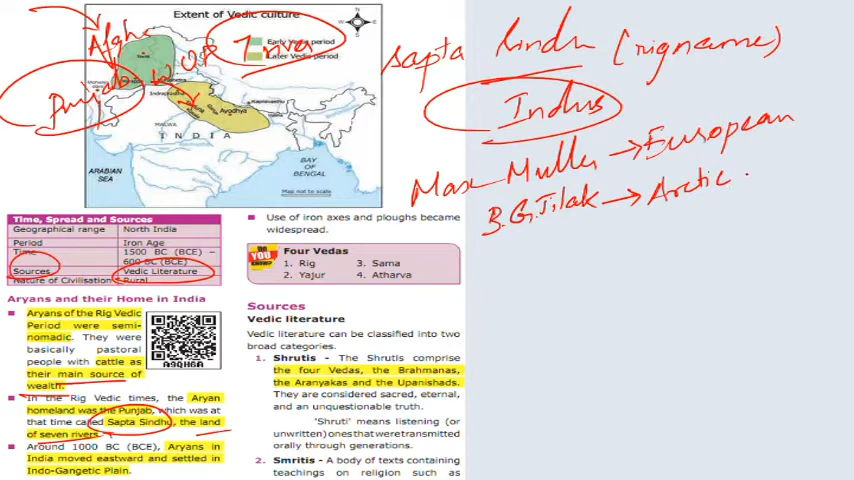 Extent of Vedic culture
Early Vedic period
Later Vedic period
Afgh
Punjab
7 river
Indraprastha
Kapilavasthu
Ayodhya
MALWA
INDIA
ARABIAN
SEA
BAY
OF
BENGAL
Map not to scale
N
Sapta Sindhu (rigname)
Indus
Max Muller → European
B.G. Tilak → Arctic.
Time, Spread and Sources
Geographical range North India
Period Iron Age
Time 1500 BC (BCE) –
600 BC (BCE)
Sources Vedic Literature
Nature of Civilisation Rural
Aryans and their Home in India
Aryans of the Rig Vedic
Period were semi-
nomadic. They were
basically pastoral
people with cattle as
their main source of
wealth.
A9QH6A
In the Rig Vedic times, the Aryan
homeland was the Punjab, which was at
that time called Sapta Sindhu, the land
of seven rivers.
Around 1000 BC (BCE), Aryans in
India moved eastward and settled in
Indo-Gangetic Plain.
Use of iron axes and ploughs became
widespread.
DO
YOU
KNOW?
Four Vedas
1. Rig 3. Sama
2. Yajur 4. Atharva
Sources
Vedic literature
Vedic literature can be classified into two
broad categories.
1. Shrutis - The Shrutis comprise
the four Vedas, the Brahmanas,
the Aranyakas and the Upanishads.
They are considered sacred, eternal,
and an unquestionable truth.
'Shruti' means listening (or
unwritten) ones that were transmitted
orally through generations.
2. Smritis - A body of texts containing
teachings on religion such as